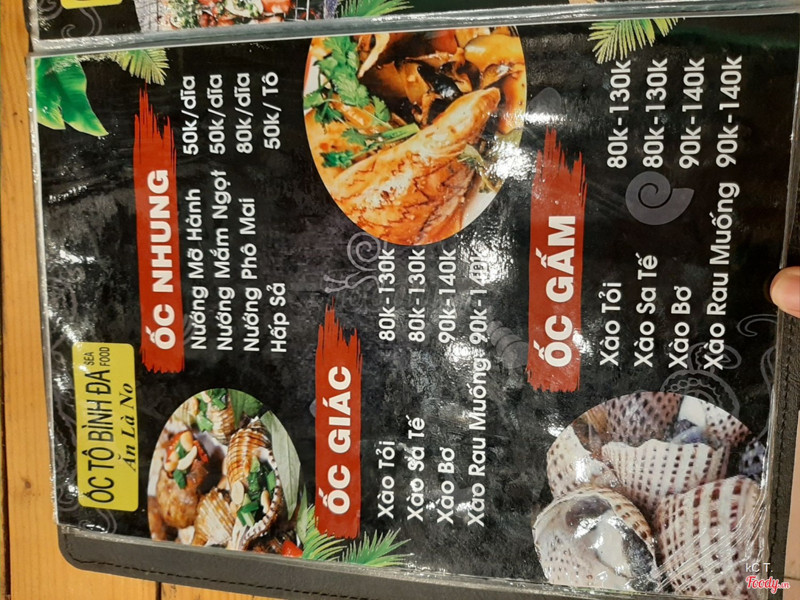 ỐC TÔ BÌNH ĐA SEA FOOD
Ăn Là No
ỐC NHUNG
Nướng Mỡ Hành 50k/dĩa
Nướng Mắm Ngọt 50k/dĩa
Nướng Phô Mai 80k/dĩa
Hấp Sả 50k/ Tô
ỐC GIÁC
Xào Tỏi 80k-130k
Xào Sa Tế 80k-130k
Xào Bơ 90k-140k
Xào Rau Muống 90k-140k
ỐC GẤM
Xào Tỏi 80k-130k
Xào Sa Tế 80k-130k
Xào Bơ 90k-140k
Xào Rau Muống 90k-140k
k.C.T.
Foody.vn